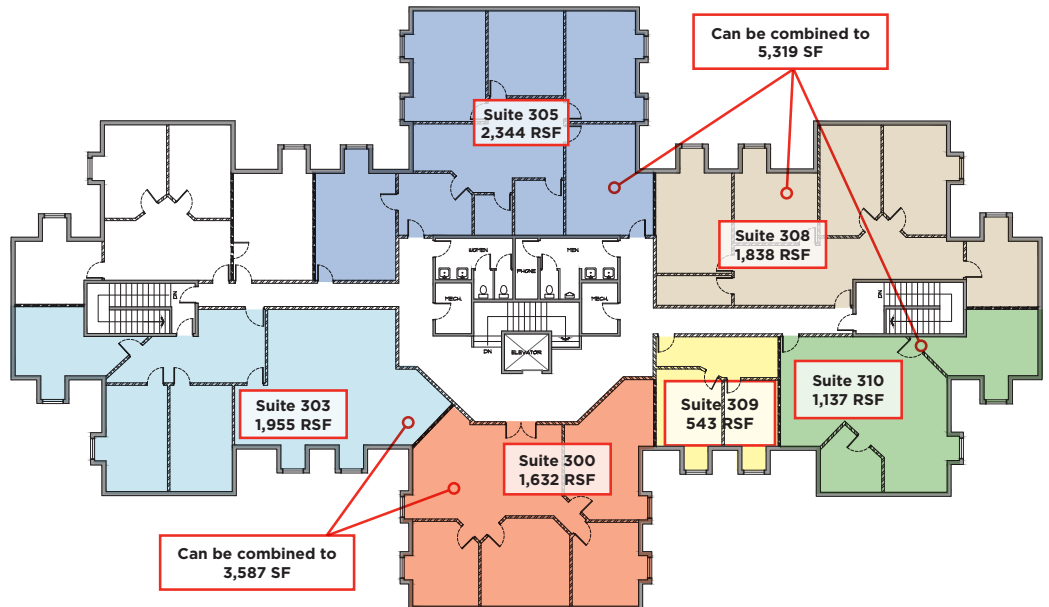 Can be combined to
5,319 SF
Suite 305
2,344 RSF
Suite 308
1,838 RSF
WOMEN
PHONE
MEN
MECH.
MECH.
DN
DN
DN
ELEVATOR
Suite 303
1,955 RSF
Suite 309
543 RSF
Suite 310
1,137 RSF
Suite 300
1,632 RSF
Can be combined to
3,587 SF